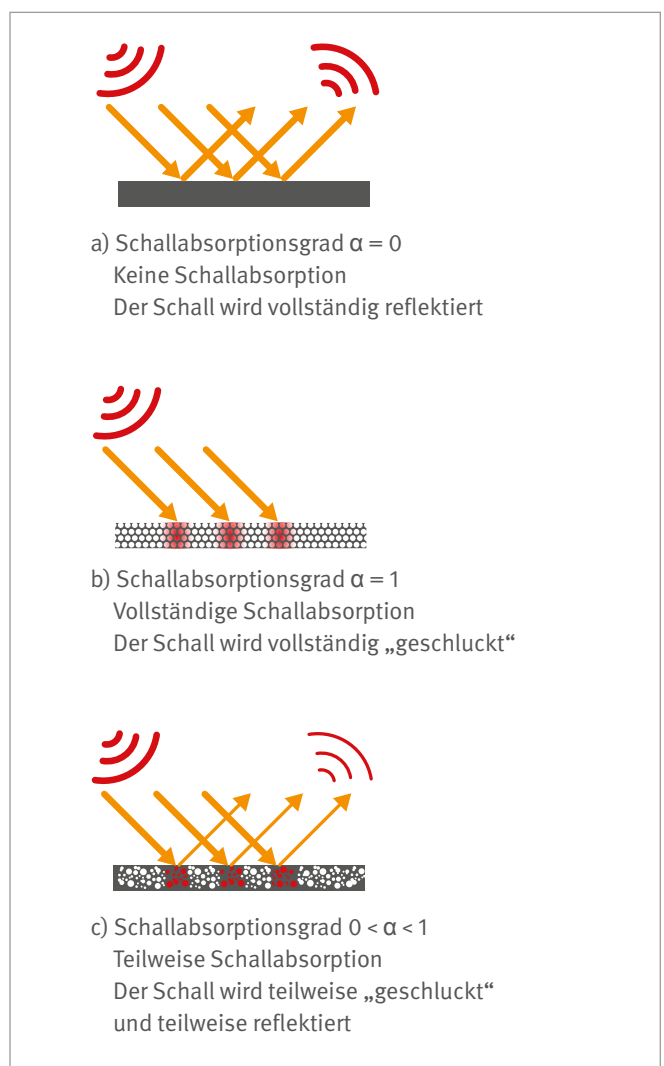 a) Schallabsorptionsgrad α = 0
Keine Schallabsorption
Der Schall wird vollständig reflektiert
b) Schallabsorptionsgrad α = 1
Vollständige Schallabsorption
Der Schall wird vollständig „geschluckt“
c) Schallabsorptionsgrad 0 < α < 1
Teilweise Schallabsorption
Der Schall wird teilweise „geschluckt“
und teilweise reflektiert